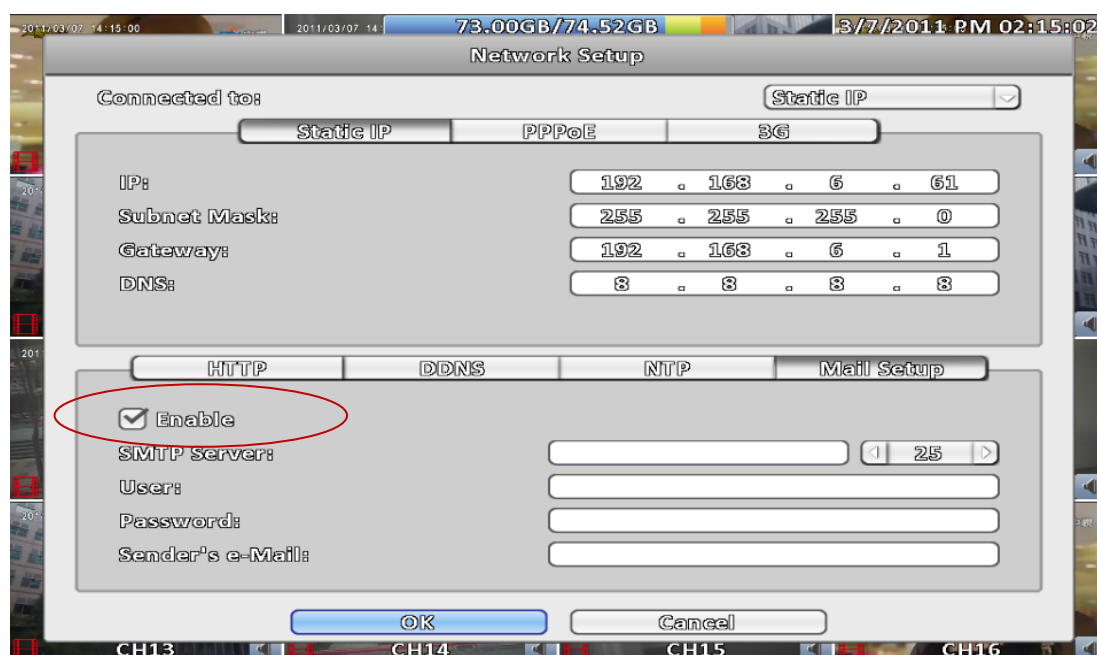 2011/03/07 14:15:00
2011/03/07 14:
73.00GB/74.52GB
3/7/2011 PM 02:15:02
Network Setup
Connected to: Static IP
Static IP PPPoE 3G
IP: 192 . 168 . 6 . 61
Subnet Mask: 255 . 255 . 255 . 0
Gateway: 192 . 168 . 6 . 1
DNS: 8 . 8 . 8 . 8
HTTP DDNS NTP Mail Setup
Enable
SMTP Server: 25
User:
Password:
Sender's e-Mail:
OK Cancel
CH13 CH14 CH15 CH16